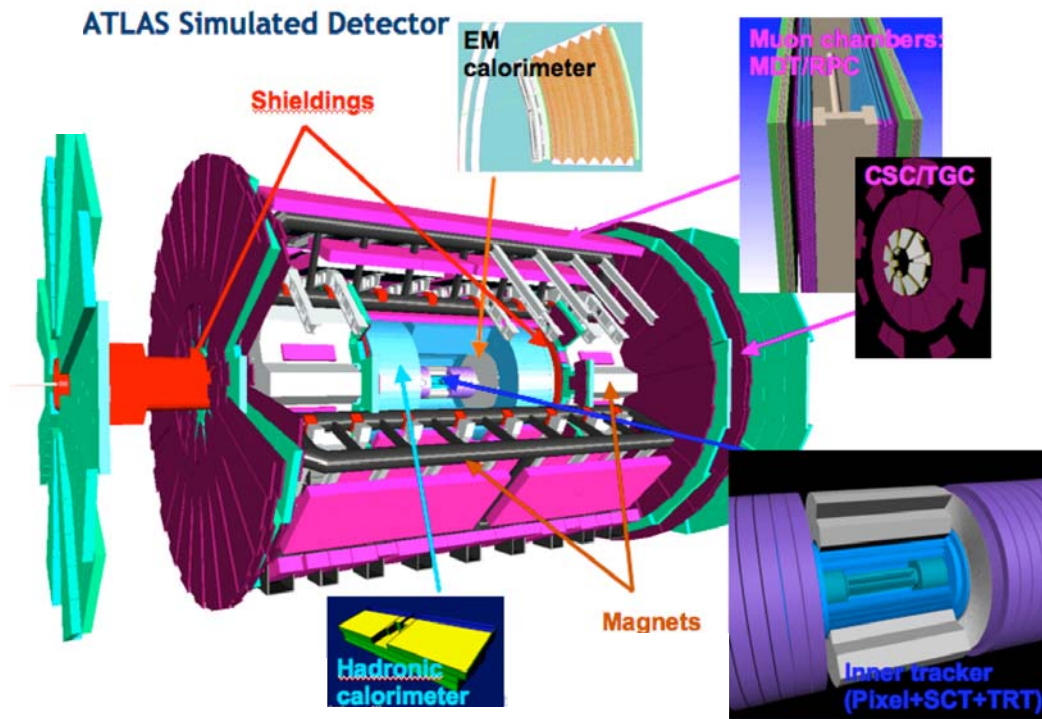 ATLAS Simulated Detector
EM
calorimeter
Shieldings
Muon chambers:
MDT/RPC
CSC/TGC
Magnets
Hadronic
calorimeter
Inner tracker
(Pixel+SCT+TRT)